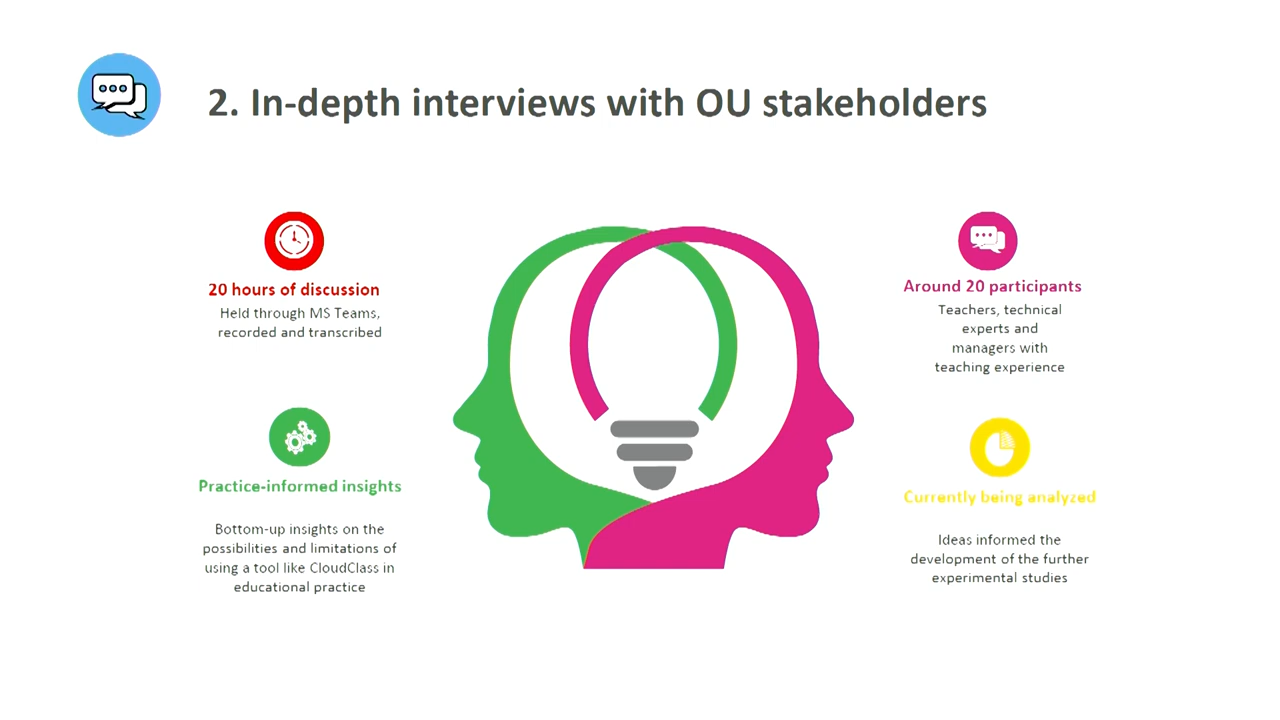 2. In-depth interviews with OU stakeholders
20 hours of discussion
Held through MS Teams,
recorded and transcribed
Around 20 participants
Teachers, technical
experts and
managers with
teaching experience
Practice-informed insights
Bottom-up insights on the
possibilities and limitations of
using a tool like CloudClass in
educational practice
Currently being analyzed
Ideas informed the
development of the further
experimental studies